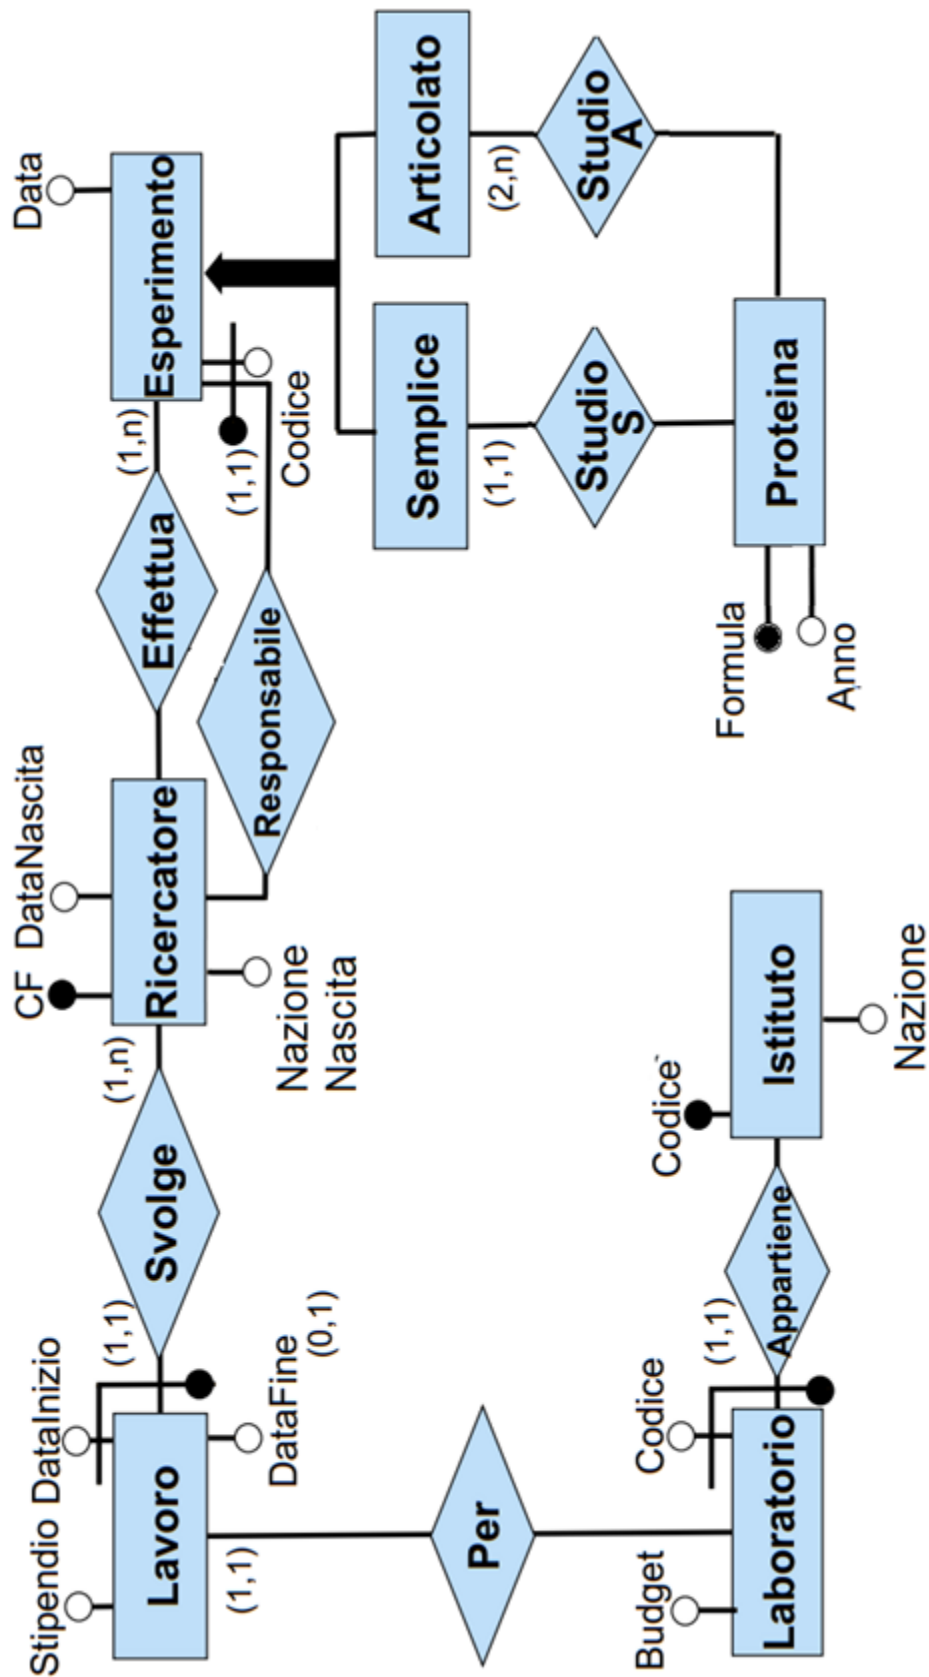 Stipendio
DataInizio
(1,1)
Svolge
(1,n)
CF
DataNascita
Effettua
(1,n)
Data
Lavoro
Ricercatore
Esperimento
DataFine
(0,1)
Nazione
Nascita
Responsabile
(1,1)
Codice
(1,1)
Per
Semplice
Articolato
(1,1)
(2,n)
Studio
S
Studio
A
Budget
Codice
(1,1)
Appartiene
Codice
Laboratorio
Istituto
Nazione
Formula
Anno
Proteina